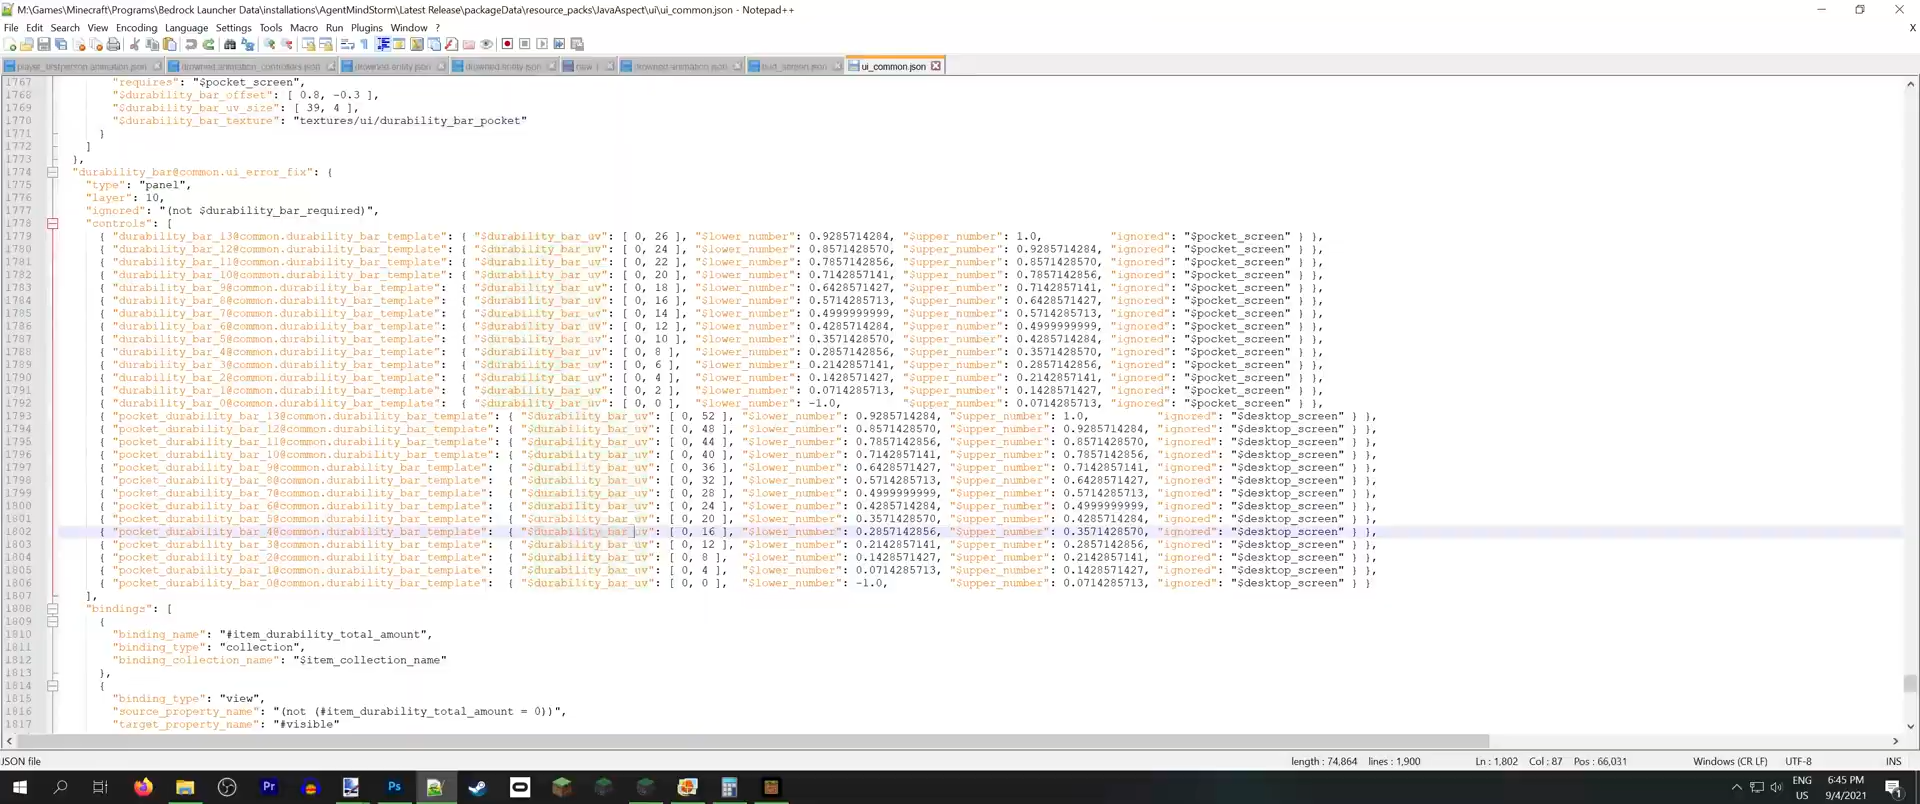 M:\Games\Minecraft\Programs\Bedrock Launcher Data\installations\AgentMindStorm\Latest Release\packageData\resource_packs\JavaAspect\ui\ui_common.json - Notepad++
File Edit Search View Encoding Language Settings Tools Macro Run Plugins Window ?
player_firstperson.animation.json drowned.animation_controllers.json drowned.entity.json drowned.entity.json new 1 drowned.animation.json hud_screen.json ui_common.json
1767 "requires": "$pocket_screen",
1768 "$durability_bar_offset": [ 0.8, -0.3 ],
1769 "$durability_bar_uv_size": [ 39, 4 ],
1770 "$durability_bar_texture": "textures/ui/durability_bar_pocket"
1771 }
1772 ]
1773 },
1774 "durability_bar@common.ui_error_fix": {
1775 "type": "panel",
1776 "layer": 10,
1777 "ignored": "(not $durability_bar_required)",
1778 "controls": [
1779 { "durability_bar_13@common.durability_bar_template": { "$durability_bar_uv": [ 0, 26 ], "$lower_number": 0.9285714284, "$upper_number": 1.0, "ignored": "$pocket_screen" } },
1780 { "durability_bar_12@common.durability_bar_template": { "$durability_bar_uv": [ 0, 24 ], "$lower_number": 0.8571428570, "$upper_number": 0.9285714284, "ignored": "$pocket_screen" } },
1781 { "durability_bar_11@common.durability_bar_template": { "$durability_bar_uv": [ 0, 22 ], "$lower_number": 0.7857142856, "$upper_number": 0.8571428570, "ignored": "$pocket_screen" } },
1782 { "durability_bar_10@common.durability_bar_template": { "$durability_bar_uv": [ 0, 20 ], "$lower_number": 0.7142857141, "$upper_number": 0.7857142856, "ignored": "$pocket_screen" } },
1783 { "durability_bar_9@common.durability_bar_template": { "$durability_bar_uv": [ 0, 18 ], "$lower_number": 0.6428571427, "$upper_number": 0.7142857141, "ignored": "$pocket_screen" } },
1784 { "durability_bar_8@common.durability_bar_template": { "$durability_bar_uv": [ 0, 16 ], "$lower_number": 0.5714285713, "$upper_number": 0.6428571427, "ignored": "$pocket_screen" } },
1785 { "durability_bar_7@common.durability_bar_template": { "$durability_bar_uv": [ 0, 14 ], "$lower_number": 0.4999999999, "$upper_number": 0.5714285713, "ignored": "$pocket_screen" } },
1786 { "durability_bar_6@common.durability_bar_template": { "$durability_bar_uv": [ 0, 12 ], "$lower_number": 0.4285714284, "$upper_number": 0.4999999999, "ignored": "$pocket_screen" } },
1787 { "durability_bar_5@common.durability_bar_template": { "$durability_bar_uv": [ 0, 10 ], "$lower_number": 0.3571428570, "$upper_number": 0.4285714284, "ignored": "$pocket_screen" } },
1788 { "durability_bar_4@common.durability_bar_template": { "$durability_bar_uv": [ 0, 8 ], "$lower_number": 0.2857142856, "$upper_number": 0.3571428570, "ignored": "$pocket_screen" } },
1789 { "durability_bar_3@common.durability_bar_template": { "$durability_bar_uv": [ 0, 6 ], "$lower_number": 0.2142857141, "$upper_number": 0.2857142856, "ignored": "$pocket_screen" } },
1790 { "durability_bar_2@common.durability_bar_template": { "$durability_bar_uv": [ 0, 4 ], "$lower_number": 0.1428571427, "$upper_number": 0.2142857141, "ignored": "$pocket_screen" } },
1791 { "durability_bar_1@common.durability_bar_template": { "$durability_bar_uv": [ 0, 2 ], "$lower_number": 0.0714285713, "$upper_number": 0.1428571427, "ignored": "$pocket_screen" } },
1792 { "durability_bar_0@common.durability_bar_template": { "$durability_bar_uv": [ 0, 0 ], "$lower_number": -1.0, "$upper_number": 0.0714285713, "ignored": "$pocket_screen" } },
1793 { "pocket_durability_bar_13@common.durability_bar_template": { "$durability_bar_uv": [ 0, 52 ], "$lower_number": 0.9285714284, "$upper_number": 1.0, "ignored": "$desktop_screen" } },
1794 { "pocket_durability_bar_12@common.durability_bar_template": { "$durability_bar_uv": [ 0, 48 ], "$lower_number": 0.8571428570, "$upper_number": 0.9285714284, "ignored": "$desktop_screen" } },
1795 { "pocket_durability_bar_11@common.durability_bar_template": { "$durability_bar_uv": [ 0, 44 ], "$lower_number": 0.7857142856, "$upper_number": 0.8571428570, "ignored": "$desktop_screen" } },
1796 { "pocket_durability_bar_10@common.durability_bar_template": { "$durability_bar_uv": [ 0, 40 ], "$lower_number": 0.7142857141, "$upper_number": 0.7857142856, "ignored": "$desktop_screen" } },
1797 { "pocket_durability_bar_9@common.durability_bar_template": { "$durability_bar_uv": [ 0, 36 ], "$lower_number": 0.6428571427, "$upper_number": 0.7142857141, "ignored": "$desktop_screen" } },
1798 { "pocket_durability_bar_8@common.durability_bar_template": { "$durability_bar_uv": [ 0, 32 ], "$lower_number": 0.5714285713, "$upper_number": 0.6428571427, "ignored": "$desktop_screen" } },
1799 { "pocket_durability_bar_7@common.durability_bar_template": { "$durability_bar_uv": [ 0, 28 ], "$lower_number": 0.4999999999, "$upper_number": 0.5714285713, "ignored": "$desktop_screen" } },
1800 { "pocket_durability_bar_6@common.durability_bar_template": { "$durability_bar_uv": [ 0, 24 ], "$lower_number": 0.4285714284, "$upper_number": 0.4999999999, "ignored": "$desktop_screen" } },
1801 { "pocket_durability_bar_5@common.durability_bar_template": { "$durability_bar_uv": [ 0, 20 ], "$lower_number": 0.3571428570, "$upper_number": 0.4285714284, "ignored": "$desktop_screen" } },
1802 { "pocket_durability_bar_4@common.durability_bar_template": { "$durability_bar_uv": [ 0, 16 ], "$lower_number": 0.2857142856, "$upper_number": 0.3571428570, "ignored": "$desktop_screen" } },
1803 { "pocket_durability_bar_3@common.durability_bar_template": { "$durability_bar_uv": [ 0, 12 ], "$lower_number": 0.2142857141, "$upper_number": 0.2857142856, "ignored": "$desktop_screen" } },
1804 { "pocket_durability_bar_2@common.durability_bar_template": { "$durability_bar_uv": [ 0, 8 ], "$lower_number": 0.1428571427, "$upper_number": 0.2142857141, "ignored": "$desktop_screen" } },
1805 { "pocket_durability_bar_1@common.durability_bar_template": { "$durability_bar_uv": [ 0, 4 ], "$lower_number": 0.0714285713, "$upper_number": 0.1428571427, "ignored": "$desktop_screen" } },
1806 { "pocket_durability_bar_0@common.durability_bar_template": { "$durability_bar_uv": [ 0, 0 ], "$lower_number": -1.0, "$upper_number": 0.0714285713, "ignored": "$desktop_screen" } }
1807 ],
1808 "bindings": [
1809 {
1810 "binding_name": "#item_durability_total_amount",
1811 "binding_type": "collection",
1812 "binding_collection_name": "$item_collection_name"
1813 },
1814 {
1815 "binding_type": "view",
1816 "source_property_name": "(not (#item_durability_total_amount = 0))",
1817 "target_property_name": "#visible"
JSON file length : 74,864 lines : 1,900 Ln : 1,802 Col : 87 Pos : 66,031 Windows (CR LF) UTF-8 INS
Pr Ps ENG US 6:45 PM 9/4/2021 1